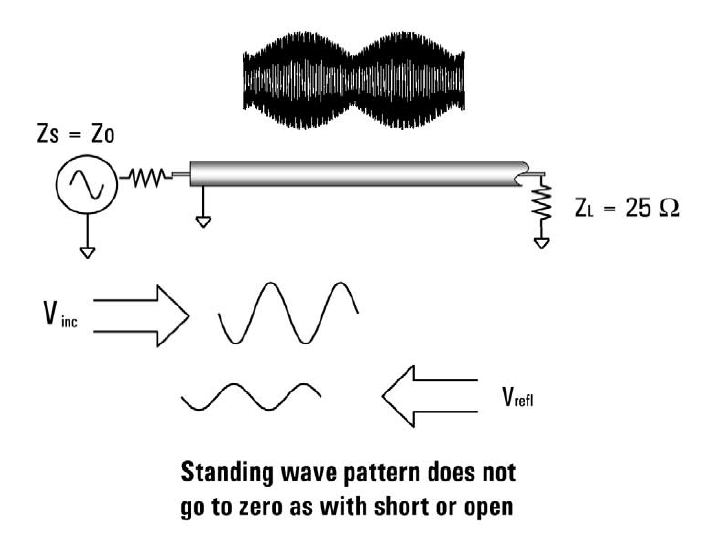 Zs = Zo
ZL = 25 Ω
Vinc
Vrefl
Standing wave pattern does not
go to zero as with short or open